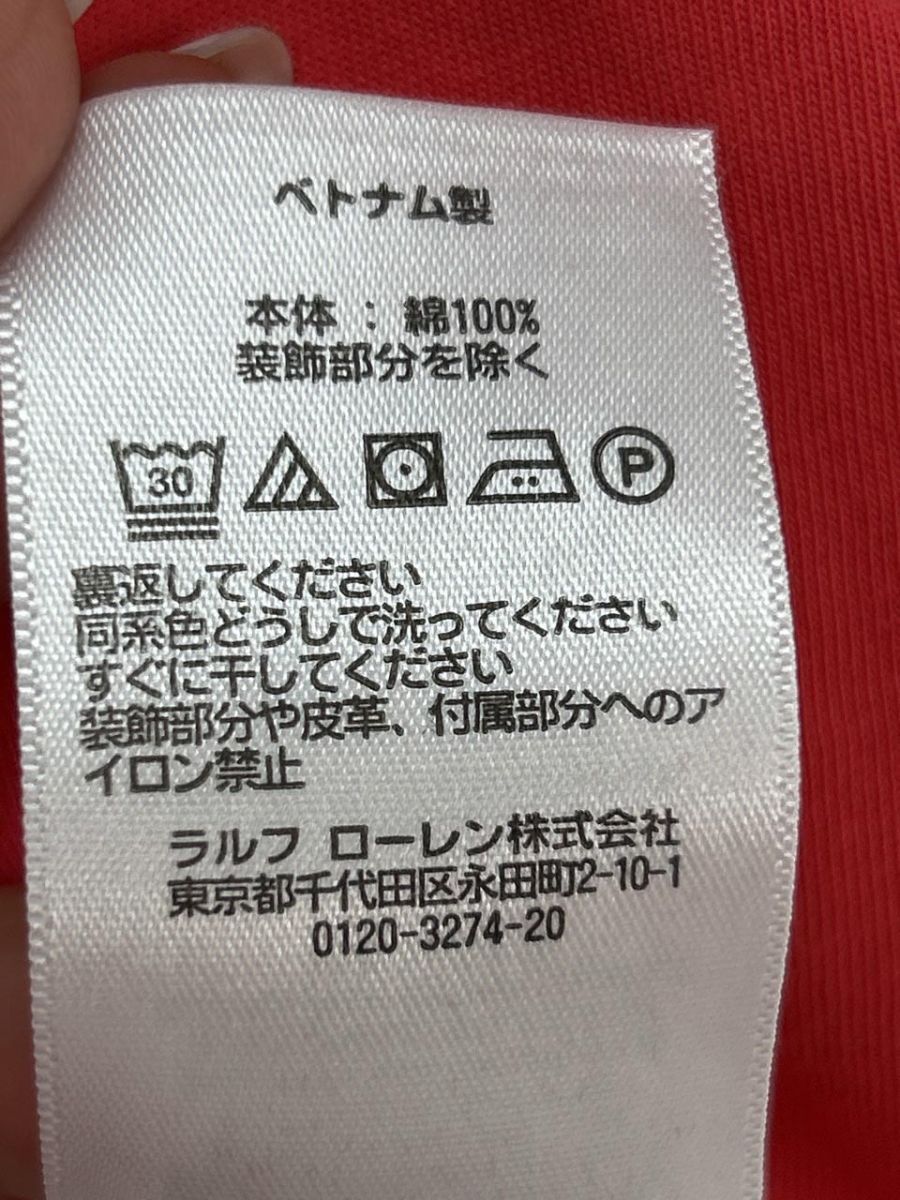 ベトナム製
本体 : 綿100%
装飾部分を除く
30 P
裏返してください
同系色どうしで洗ってください
すぐに干してください
装飾部分や皮革、付属部分へのア
イロン禁止
ラルフ ローレン株式会社
東京都千代田区永田町2-10-1
0120-3274-20